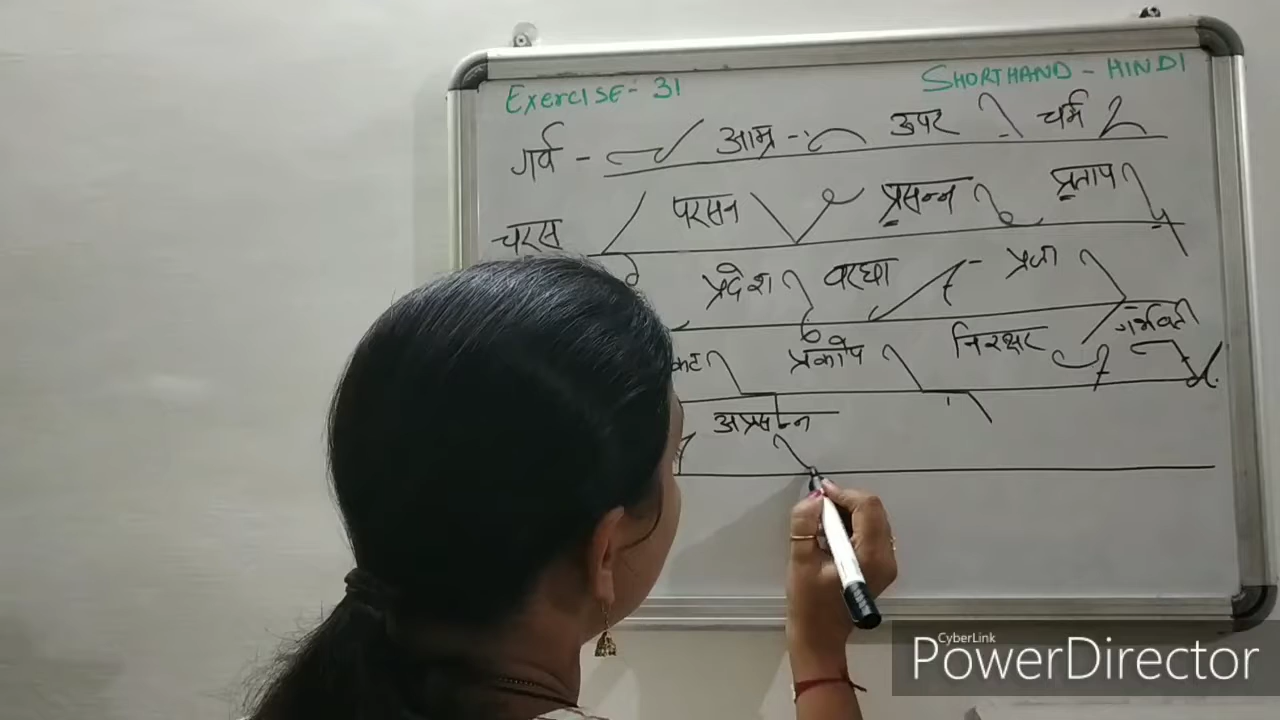 Exercise - 31 SHORTHAND - HINDI
गर्व - आम्र - उपर चर्म
चरस परसन प्रसन्न प्रताप
प्रदेश वरघा प्रजा
कट प्रकोप निरक्षर गर्भवती
अप्रसन्न
CyberLink
PowerDirector